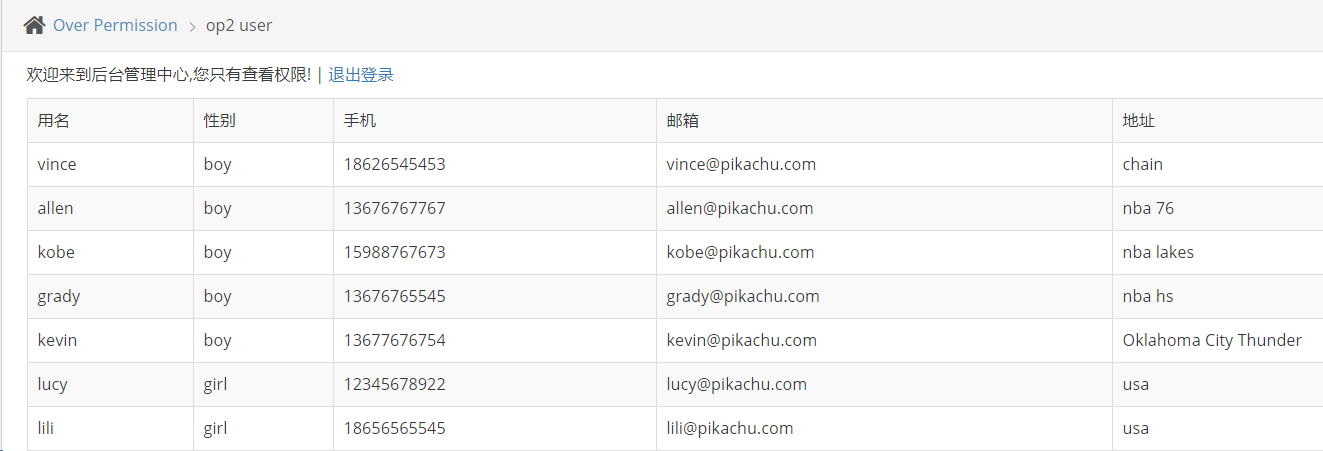 Over Permission > op2 user
欢迎来到后台管理中心,您只有查看权限! | 退出登录
用名 性别 手机 邮箱 地址
vince boy 18626545453 vince@pikachu.com chain
allen boy 13676767767 allen@pikachu.com nba 76
kobe boy 15988767673 kobe@pikachu.com nba lakes
grady boy 13676765545 grady@pikachu.com nba hs
kevin boy 13677676754 kevin@pikachu.com Oklahoma City Thunder
lucy girl 12345678922 lucy@pikachu.com usa
lili girl 18656565545 lili@pikachu.com usa